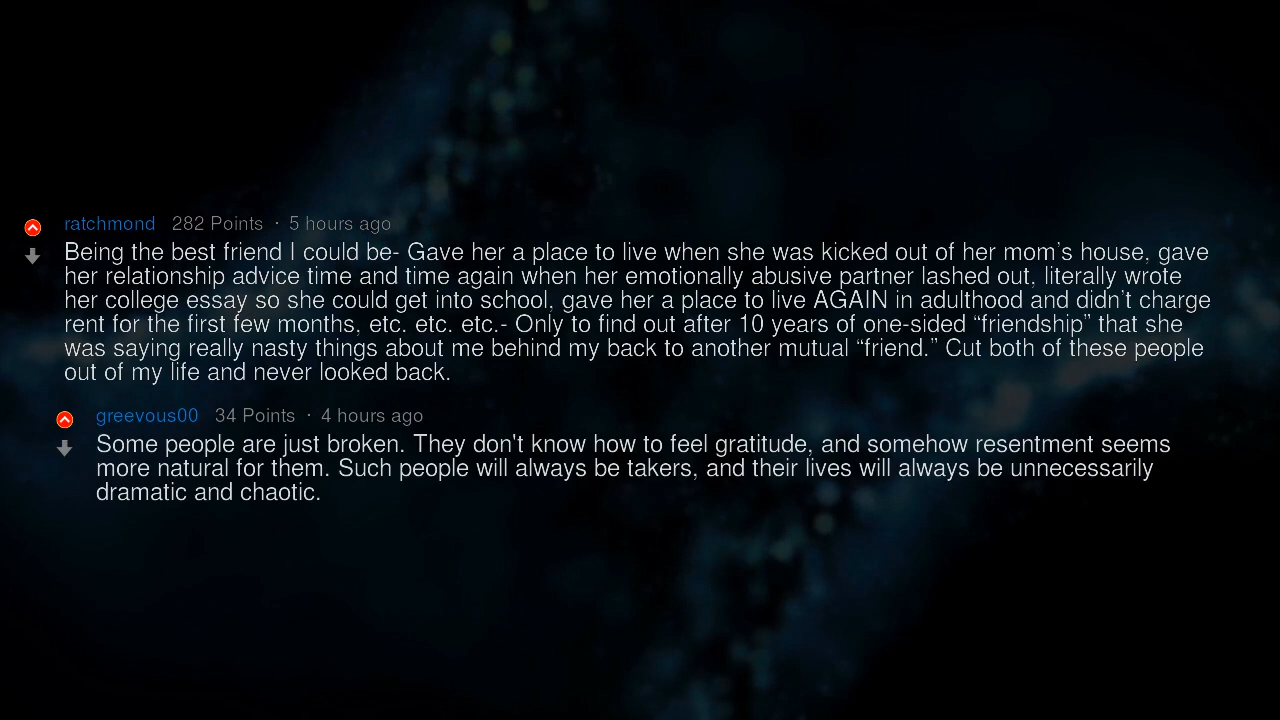 ratchmond 282 Points · 5 hours ago
Being the best friend I could be- Gave her a place to live when she was kicked out of her mom’s house, gave
her relationship advice time and time again when her emotionally abusive partner lashed out, literally wrote
her college essay so she could get into school, gave her a place to live AGAIN in adulthood and didn’t charge
rent for the first few months, etc. etc. etc.- Only to find out after 10 years of one-sided “friendship” that she
was saying really nasty things about me behind my back to another mutual “friend.” Cut both of these people
out of my life and never looked back.
greevous00 34 Points · 4 hours ago
Some people are just broken. They don't know how to feel gratitude, and somehow resentment seems
more natural for them. Such people will always be takers, and their lives will always be unnecessarily
dramatic and chaotic.